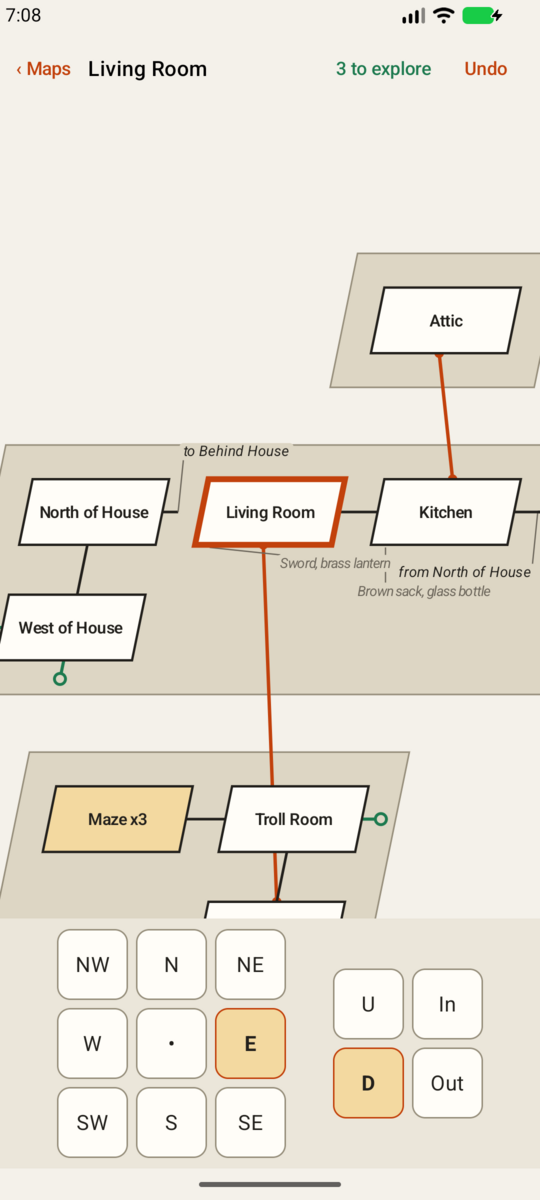 7:08
‹ Maps
Living Room
3 to explore
Undo
Attic
to Behind House
North of House
Living Room
Kitchen
Sword, brass lantern
from North of House
Brown sack, glass bottle
West of House
Maze x3
Troll Room
NW
N
NE
U
In
W
·
E
D
Out
SW
S
SE